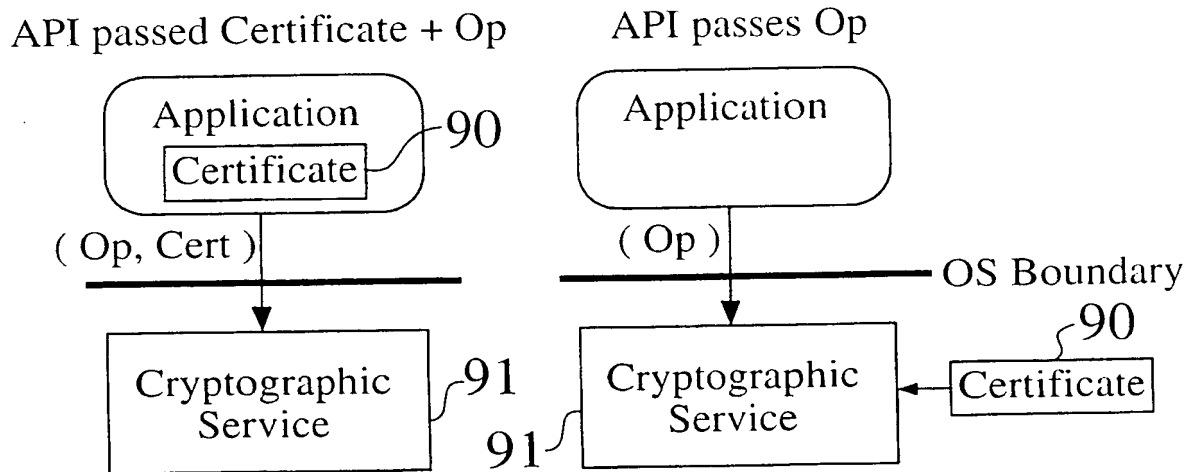 API passed Certificate + Op
Application
Certificate
90
( Op, Cert )
Cryptographic
Service
91
API passes Op
Application
( Op )
OS Boundary
90
Cryptographic
Service
Certificate
91